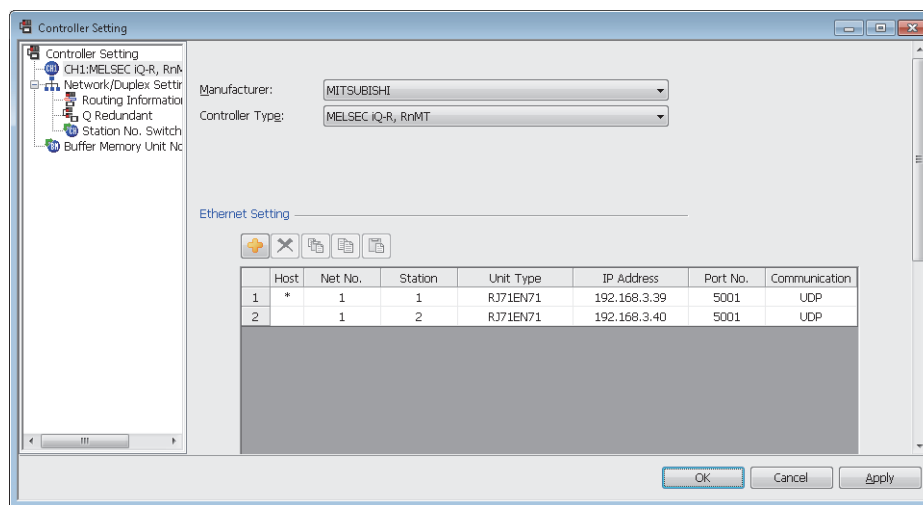 Controller Setting
Controller Setting
CH1:MELSEC iQ-R, RnM
Network/Duplex Settir
Routing Information
Q Redundant
Station No. Switch
Buffer Memory Unit No
Manufacturer: MITSUBISHI
Controller Type: MELSEC iQ-R, RnMT
Ethernet Setting
Host Net No. Station Unit Type IP Address Port No. Communication
1 * 1 1 RJ71EN71 192.168.3.39 5001 UDP
2 1 2 RJ71EN71 192.168.3.40 5001 UDP
OK Cancel Apply